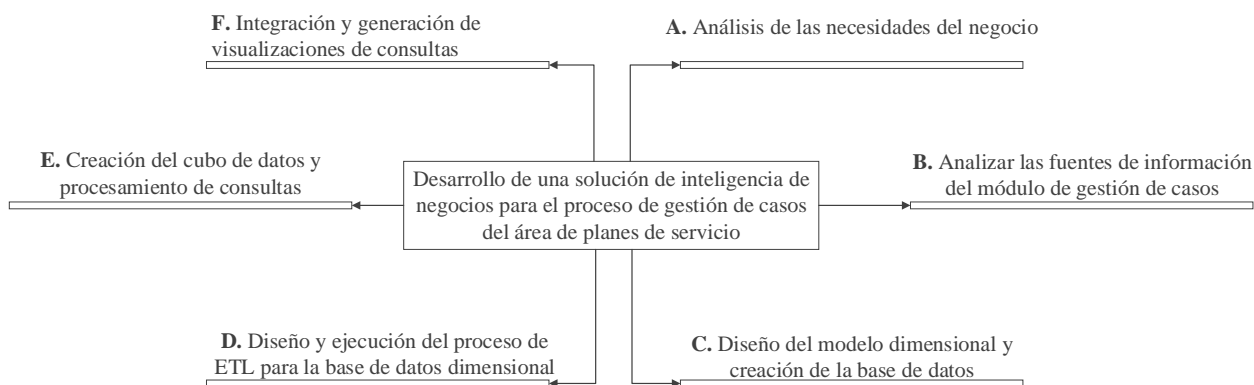 F. Integración y generación de
visualizaciones de consultas
A. Análisis de las necesidades del negocio
E. Creación del cubo de datos y
procesamiento de consultas
Desarrollo de una solución de inteligencia de
negocios para el proceso de gestión de casos
del área de planes de servicio
B. Analizar las fuentes de información
del módulo de gestión de casos
D. Diseño y ejecución del proceso de
ETL para la base de datos dimensional
C. Diseño del modelo dimensional y
creación de la base de datos